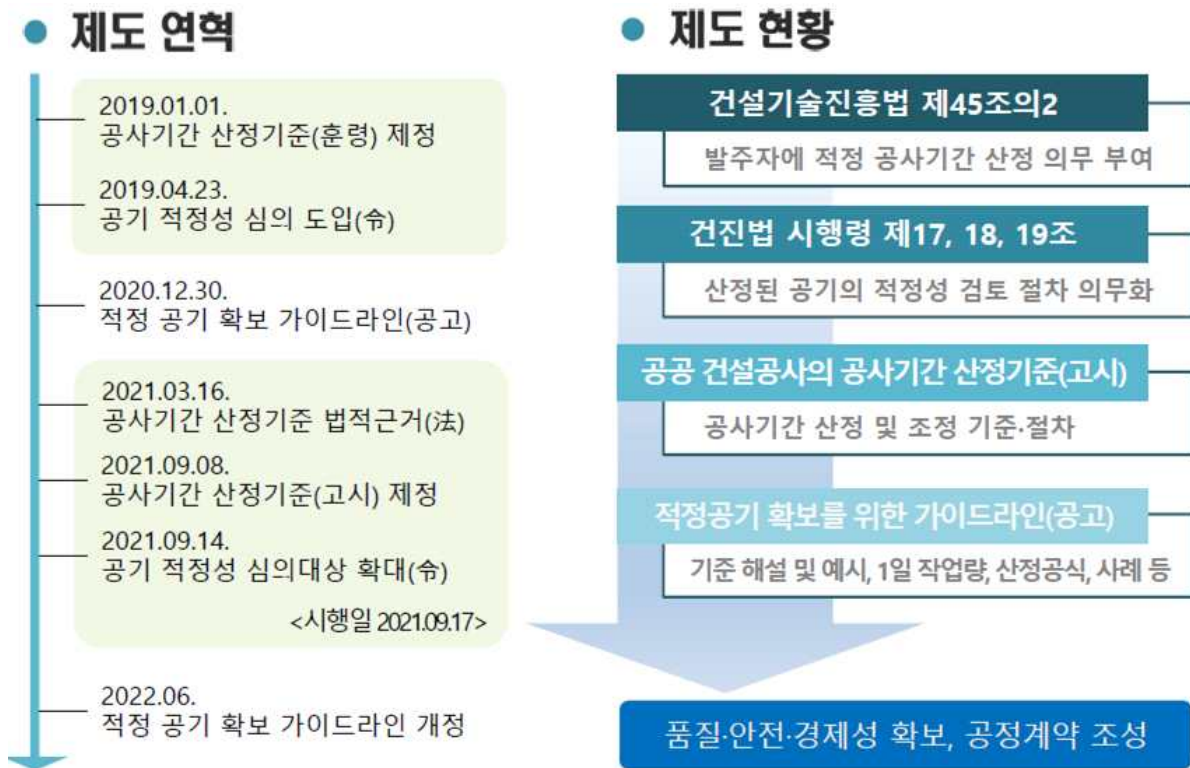 제도 연혁
2019.01.01.
공사기간 산정기준(훈령) 제정
2019.04.23.
공기 적정성 심의 도입(令)
2020.12.30.
적정 공기 확보 가이드라인(공고)
2021.03.16.
공사기간 산정기준 법적근거(法)
2021.09.08.
공사기간 산정기준(고시) 제정
2021.09.14.
공기 적정성 심의대상 확대(令)
<시행일 2021.09.17>
2022.06.
적정 공기 확보 가이드라인 개정
제도 현황
건설기술진흥법 제45조의2
발주자에 적정 공사기간 산정 의무 부여
건진법 시행령 제17, 18, 19조
산정된 공기의 적정성 검토 절차 의무화
공공 건설공사의 공사기간 산정기준(고시)
공사기간 산정 및 조정 기준·절차
적정공기 확보를 위한 가이드라인(공고)
기준 해설 및 예시, 1일 작업량, 산정공식, 사례 등
품질·안전·경제성 확보, 공정계약 조성